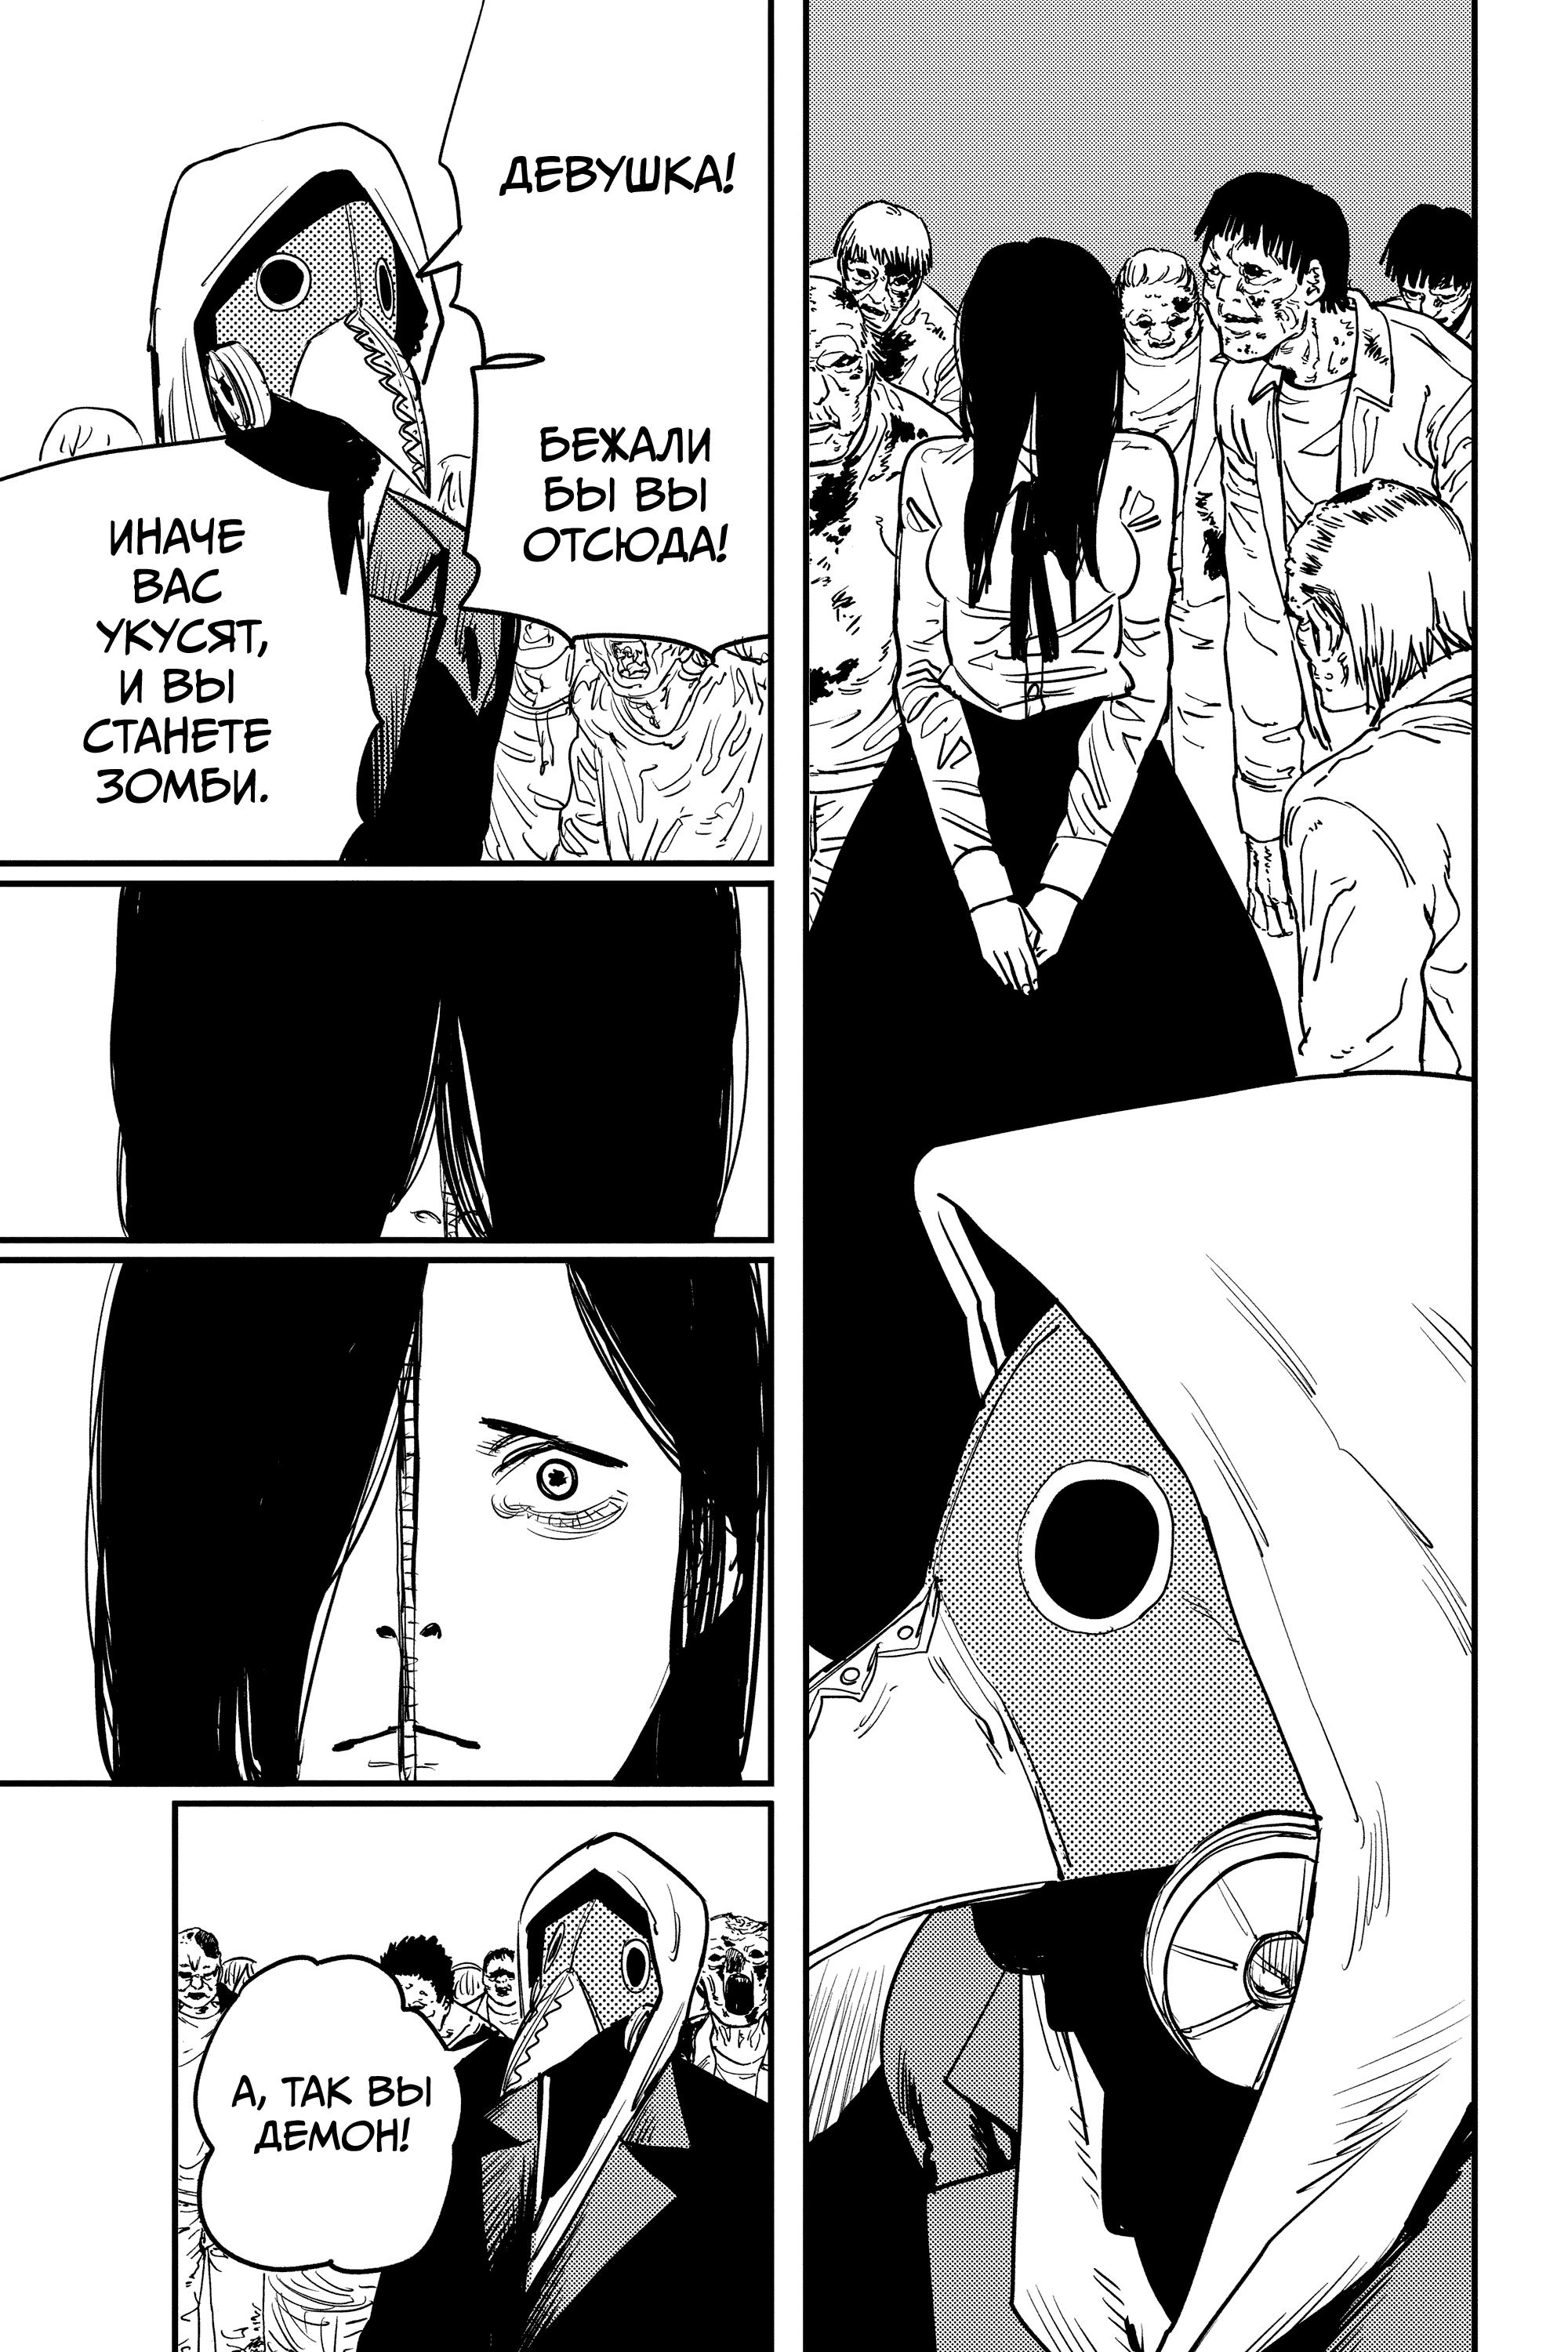 ДЕВУШКА!
БЕЖАЛИ
БЫ ВЫ
ОТСЮДА!
ИНАЧЕ
ВАС
УКУСЯТ,
И ВЫ
СТАНЕТЕ
ЗОМБИ.
А, ТАК ВЫ
ДЕМОН!